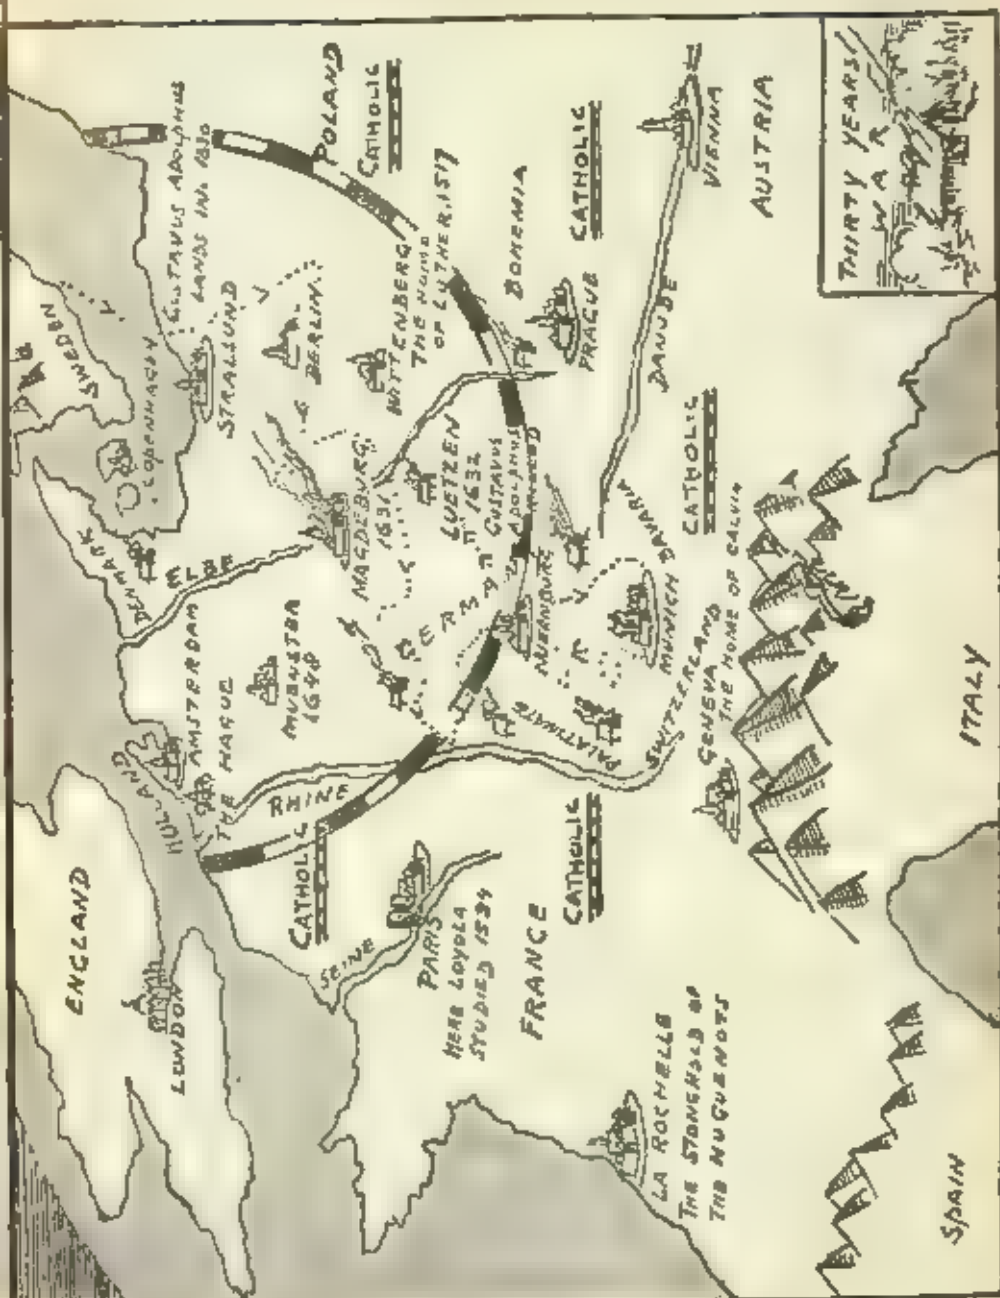 ENGLAND
LONDON
SWEDEN
COPENHAGEN
DENMARK
GUSTAVUS ADOLPHUS
LANDS IN 1630
STRALSUND
BERLIN
WITTENBERG
THE HOME
OF LUTHER.1517
POLAND
CATHOLIC
HOLLAND
AMSTERDAM
THE HAGUE
ELBE
MUENSTER
1648
MAGDEBURG
1631
LUETZEN
1632
GUSTAVUS
ADOLPHUS
KILLED
GERMANY
BOHEMIA
PRAGUE
CATHOLIC
NUERNBURG
RHINE
CATHOLIC
PALATINATE
MUNICH
BAVARIA
CATHOLIC
DANUBE
VIENNA
AUSTRIA
SEINE
PARIS
HERE LOYOLA
STUDIED 1534
FRANCE
CATHOLIC
SWITZERLAND
GENEVA
THE HOME OF CALVIN
LA ROCHELLE
THE STONGHOLD OF
THE HUGUENOTS
SPAIN
ITALY
THIRTY YEARS
WAR